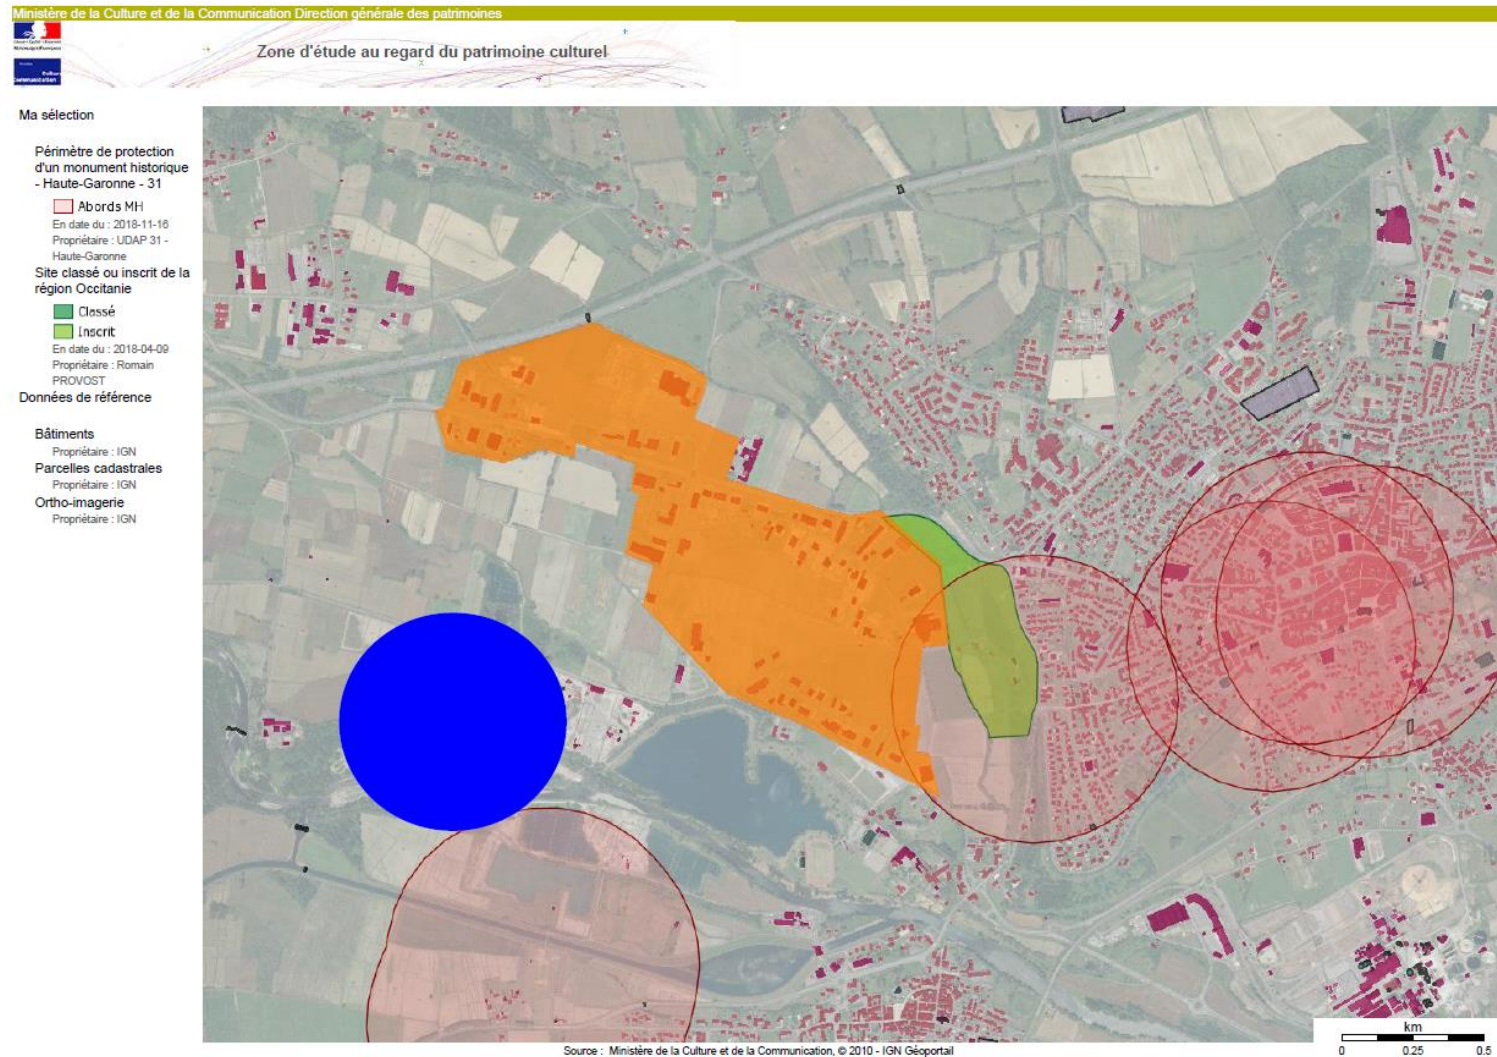 Ministère de la Culture et de la Communication Direction générale des patrimoines
Zone d'étude au regard du patrimoine culturel
Ma sélection
Périmètre de protection
d'un monument historique
- Haute-Garonne - 31
Abords MH
En date du : 2018-11-16
Propriétaire : UDAP 31 -
Haute-Garonne
Site classé ou inscrit de la
région Occitanie
Classé
Inscrit
En date du : 2018-04-09
Propriétaire : Romain
PROVOST
Données de référence
Bâtiments
Propriétaire : IGN
Parcelles cadastrales
Propriétaire : IGN
Ortho-imagerie
Propriétaire : IGN
km
0 0.25 0.5
Source : Ministère de la Culture et de la Communication, © 2010 - IGN Géoportail